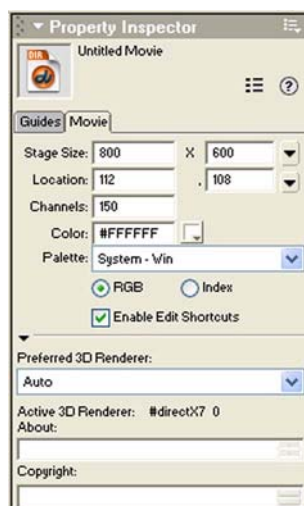 Property Inspector
DIR
Untitled Movie
?
Guides Movie
Stage Size: 800 X 600
Location: 112 , 108
Channels: 150
Color: #FFFFFF
Palette: System - Win
RGB Index
Enable Edit Shortcuts
Preferred 3D Renderer:
Auto
Active 3D Renderer: #directX7 0
About:
Copyright: